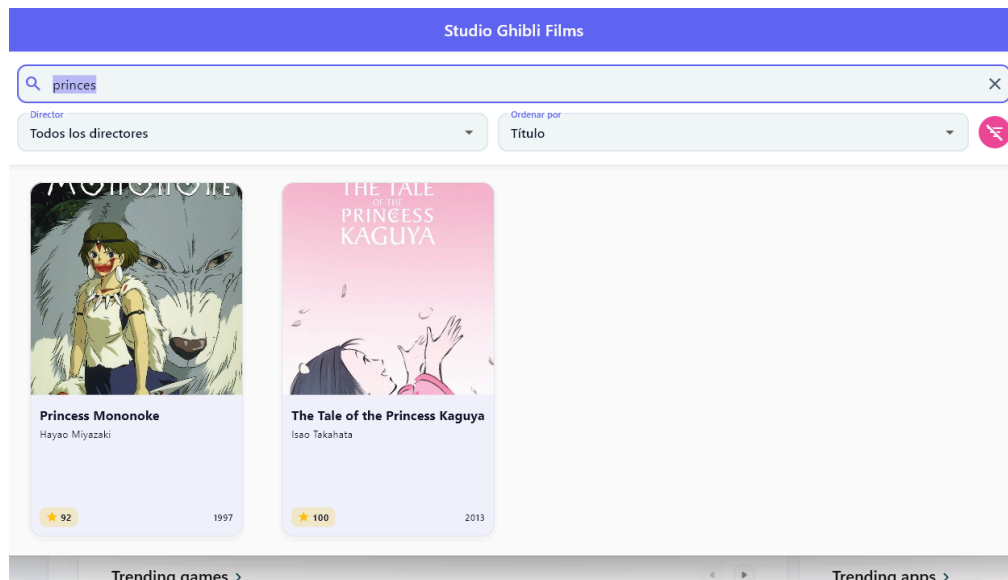 Studio Ghibli Films
princes
Director
Todos los directores
Ordenar por
Título
MONONOKE
THE TALE
OF THE
PRINCESS
KAGUYA
Princess Mononoke
Hayao Miyazaki
92
1997
The Tale of the Princess Kaguya
Isao Takahata
100
2013
Trending games >
Trending apps >